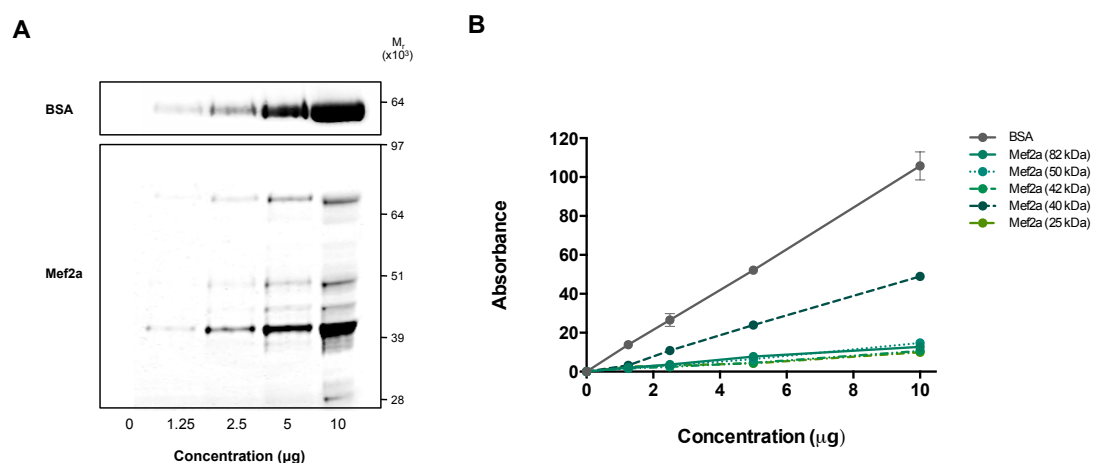 A
Mᵣ
(x10³)
BSA
64
97
64
Mef2a
51
39
28
0 1.25 2.5 5 10
Concentration (µg)
B
120
100
80
60
40
20
0
0 2 4 6 8 10
Absorbance
Concentration (μg)
BSA
Mef2a (82 kDa)
Mef2a (50 kDa)
Mef2a (42 kDa)
Mef2a (40 kDa)
Mef2a (25 kDa)